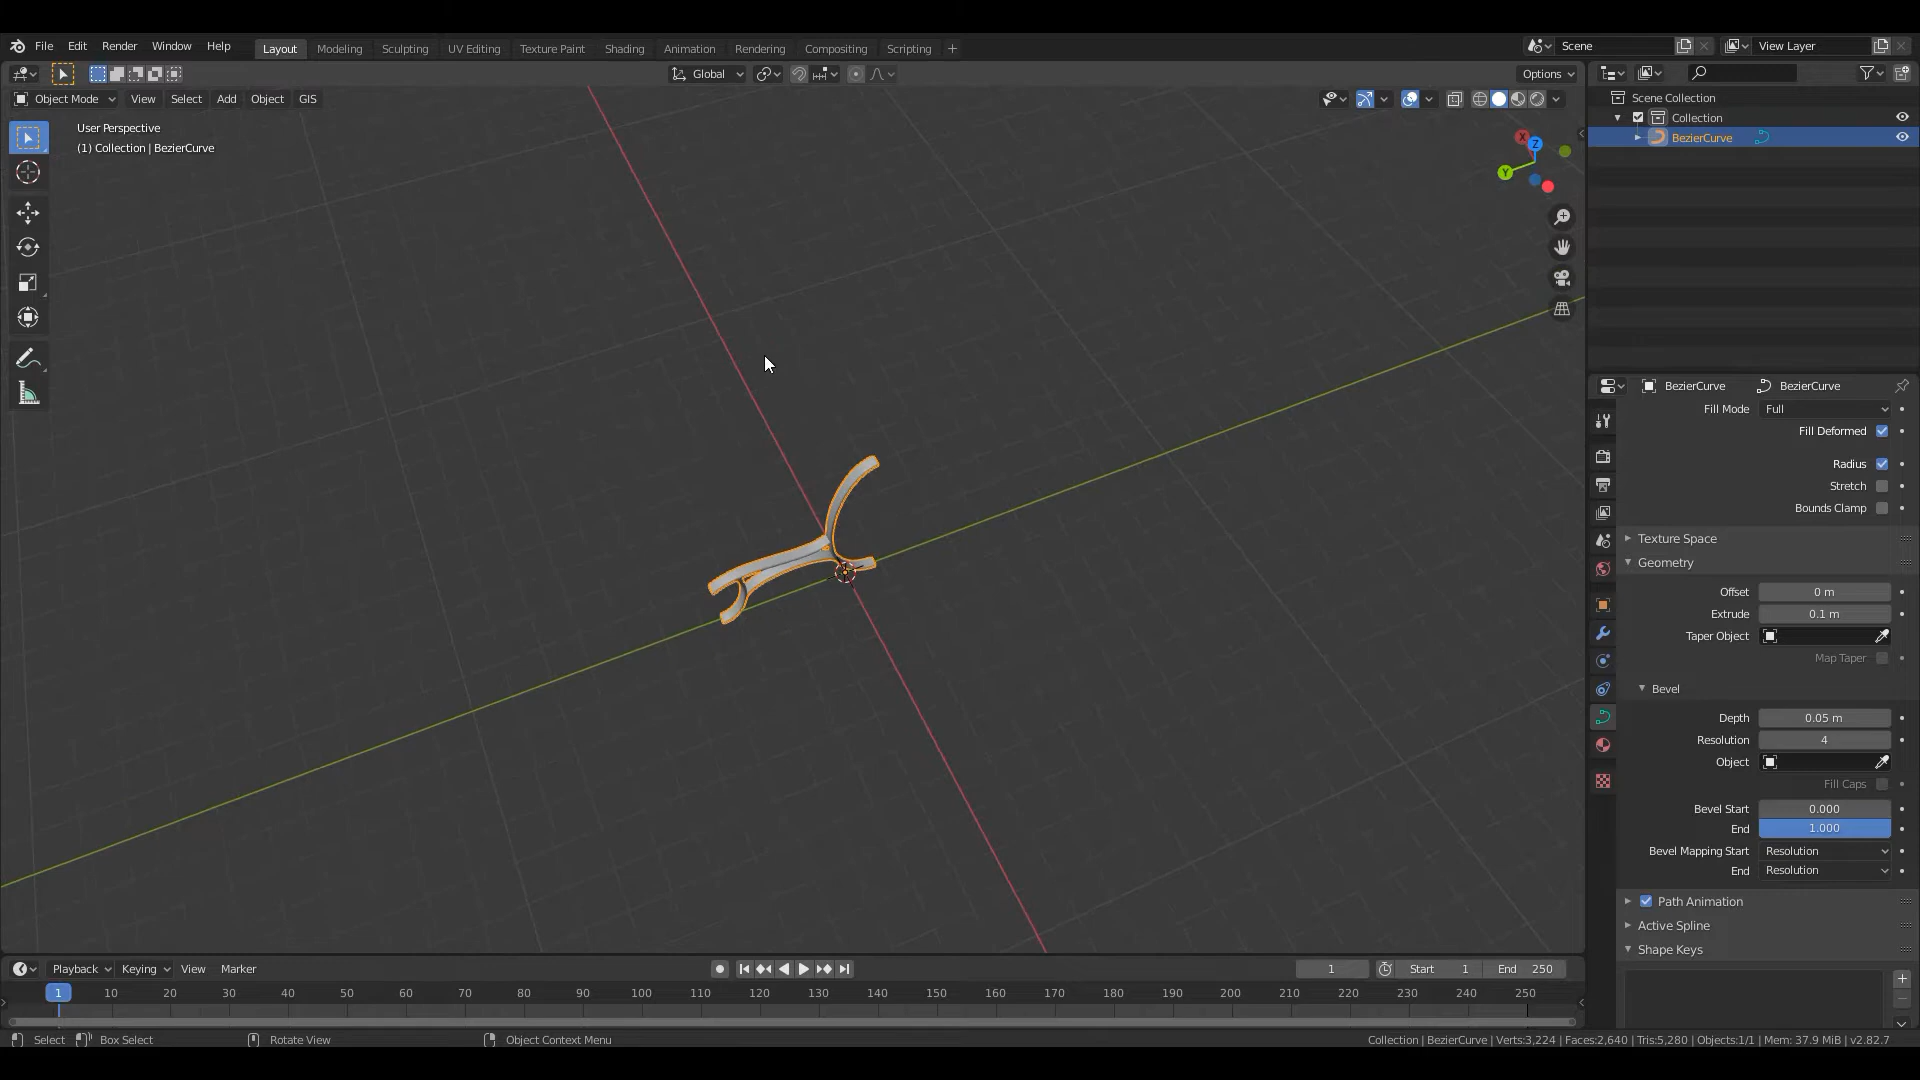 File Edit Render Window Help Layout Modeling Sculpting UV Editing Texture Paint Shading Animation Rendering Compositing Scripting Scene View Layer
Global Options
Object Mode View Select Add Object GIS
User Perspective
(1) Collection | BezierCurve
X
Z
Y
Scene Collection
Collection
BezierCurve
BezierCurve BezierCurve
Fill Mode Full
Fill Deformed
Radius
Stretch
Bounds Clamp
Texture Space
Geometry
Offset 0 m
Extrude 0.1 m
Taper Object
Map Taper
Bevel
Depth 0.05 m
Resolution 4
Object
Fill Caps
Bevel Start 0.000
End 1.000
Bevel Mapping Start Resolution
End Resolution
Path Animation
Active Spline
Shape Keys
Playback Keying View Marker 1 Start 1 End 250
1 10 20 30 40 50 60 70 80 90 100 110 120 130 140 150 160 170 180 190 200 210 220 230 240 250
Select Box Select Rotate View Object Context Menu Collection | BezierCurve | Verts:3,224 | Faces:2,640 | Tris:5,280 | Objects:1/1 | Mem: 37.9 MiB | v2.82.7